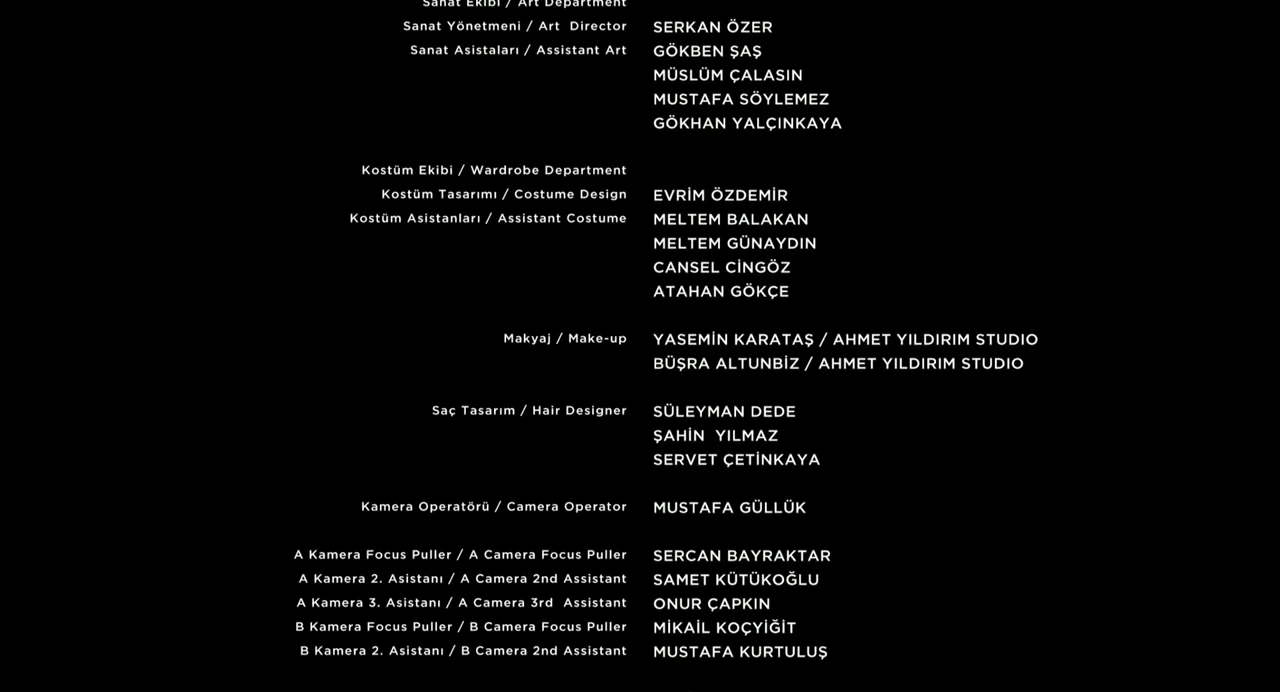 Sanat Ekibi / Art Department
Sanat Yönetmeni / Art  Director SERKAN ÖZER
Sanat Asistaları / Assistant Art GÖKBEN ŞAŞ
MÜSLÜM ÇALASIN
MUSTAFA SÖYLEMEZ
GÖKHAN YALÇINKAYA
Kostüm Ekibi / Wardrobe Department
Kostüm Tasarımı / Costume Design EVRİM ÖZDEMİR
Kostüm Asistanları / Assistant Costume MELTEM BALAKAN
MELTEM GÜNAYDIN
CANSEL CİNGÖZ
ATAHAN GÖKÇE
Makyaj / Make-up YASEMİN KARATAŞ / AHMET YILDIRIM STUDIO
BÜŞRA ALTUNBİZ / AHMET YILDIRIM STUDIO
Saç Tasarım / Hair Designer SÜLEYMAN DEDE
ŞAHİN  YILMAZ
SERVET ÇETİNKAYA
Kamera Operatörü / Camera Operator MUSTAFA GÜLLÜK
A Kamera Focus Puller / A Camera Focus Puller SERCAN BAYRAKTAR
A Kamera 2. Asistanı / A Camera 2nd Assistant SAMET KÜTÜKOĞLU
A Kamera 3. Asistanı / A Camera 3rd  Assistant ONUR ÇAPKIN
B Kamera Focus Puller / B Camera Focus Puller MİKAİL KOÇYİĞİT
B Kamera 2. Asistanı / B Camera 2nd Assistant MUSTAFA KURTULUŞ